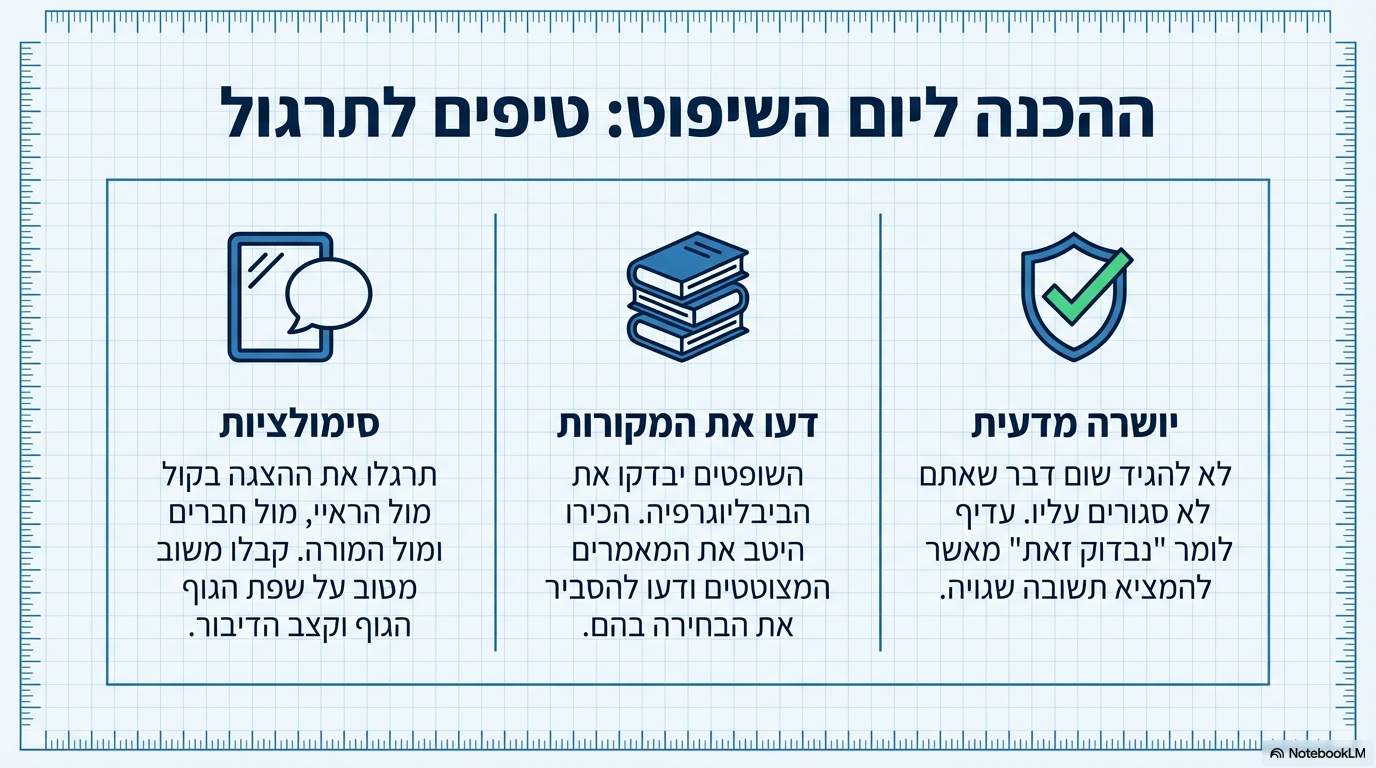 ההכנה ליום השיפוט: טיפים לתרגול
יושרה מדעית
לא להגיד שום דבר שאתם
לא סגורים עליו. עדיף
לומר "נבדוק זאת" מאשר
להמציא תשובה שגויה.
דעו את המקורות
השופטים יבדקו את
הביבליוגרפיה. הכירו
היטב את המאמרים
המצוטטים ודעו להסביר
את הבחירה בהם.
סימולציות
תרגלו את ההצגה בקול
מול הראיי, מול חברים
ומול המורה. קבלו משוב
מטוב על שפת הגוף
הגוף וקצב הדיבור.
NotebookLM